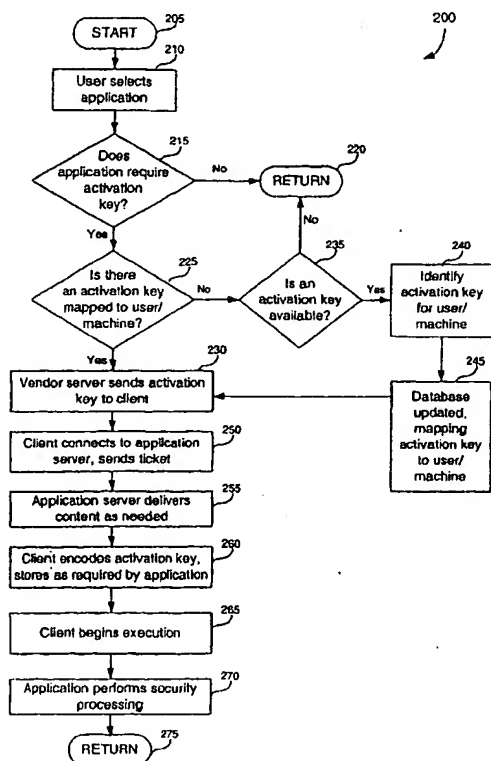 START
205
200
210
User selects
application
215
Does
application require
activation
key?
No
220
RETURN
Yes
No
225
Is there
an activation key
mapped to user/
machine?
No
235
Is an
activation key
available?
Yes
240
Identify
activation key
for user/
machine
Yes
230
Vendor server sends activation
key to client
245
Database
updated,
mapping
activation key
to user/
machine
250
Client connects to application
server, sends ticket
255
Application server delivers
content as needed
260
Client encodes activation key,
stores as required by application
265
Client begins execution
270
Application performs security
processing
RETURN
275